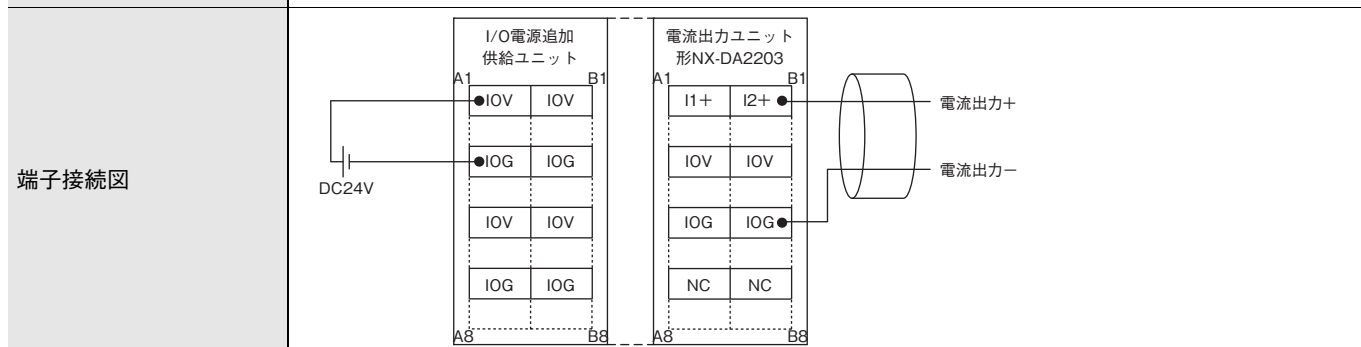 端子接続図
I/O電源追加
供給ユニット
A1 B1
●IOV IOV
●IOG IOG
DC24V
IOV IOV
IOG IOG
A8 B8
電流出力ユニット
形NX-DA2203
A1 B1
I1+ I2+●
IOV IOV
IOG IOG●
NC NC
A8 B8
電流出力+
電流出力−